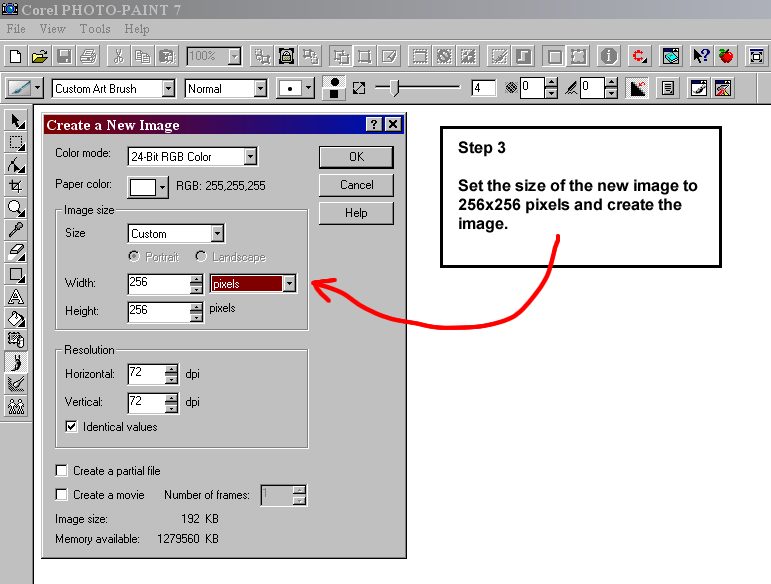 Corel PHOTO-PAINT 7
File View Tools Help
100%
Custom Art Brush Normal 4 0 0
Create a New Image
Color mode: 24-Bit RGB Color OK
Paper color: RGB: 255,255,255 Cancel
Help
Image size
Size Custom
Portrait Landscape
Width: 256 pixels
Height: 256 pixels
Resolution
Horizontal: 72 dpi
Vertical: 72 dpi
Identical values
Create a partial file
Create a movie Number of frames: 1
Image size: 192 KB
Memory available: 1279560 KB
Step 3
Set the size of the new image to
256x256 pixels and create the
image.